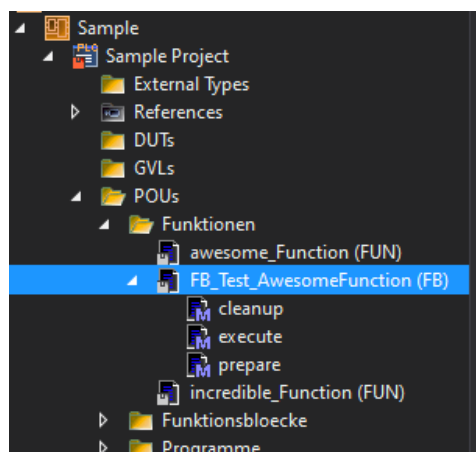 Sample
Sample Project
External Types
References
DUTs
GVLs
POUs
Funktionen
awesome_Function (FUN)
FB_Test_AwesomeFunction (FB)
cleanup
execute
prepare
incredible_Function (FUN)
Funktionsbloecke
Programme